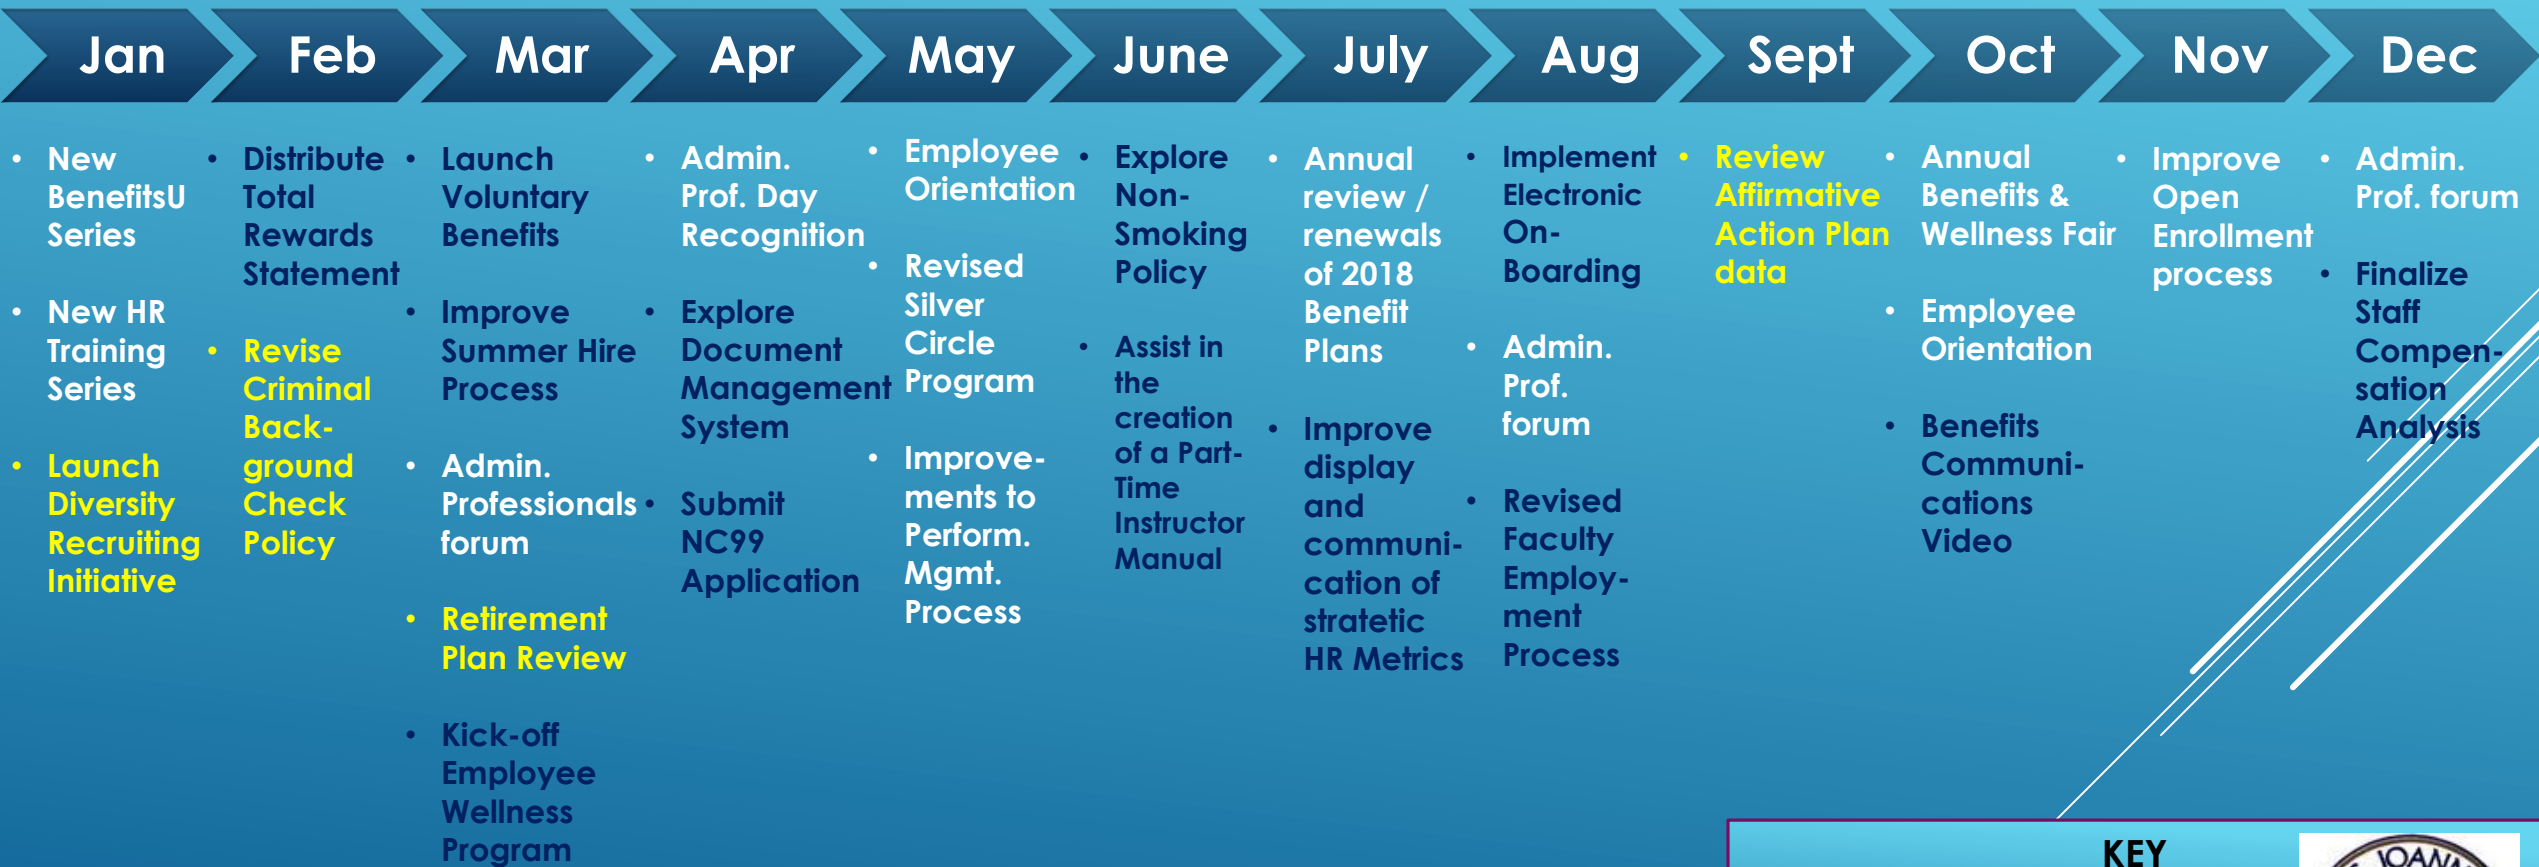 Jan Feb Mar Apr May June July Aug Sept Oct Nov Dec
• New
BenefitsU
Series
• New HR
Training
Series
• Launch
Diversity
Recruiting
Initiative
• Distribute
Total
Rewards
Statement
• Revise
Criminal
Back-
ground
Check
Policy
• Launch
Voluntary
Benefits
• Improve
Summer Hire
Process
• Admin.
Professionals
forum
• Retirement
Plan Review
• Kick-off
Employee
Wellness
Program
• Admin.
Prof. Day
Recognition
• Explore
Document
Management
System
• Submit
NC99
Application
• Employee
Orientation
• Revised
Silver
Circle
Program
• Improve-
ments to
Perform.
Mgmt.
Process
• Explore
Non-
Smoking
Policy
• Assist in
the
creation
of a Part-
Time
Instructor
Manual
• Annual
review /
renewals
of 2018
Benefit
Plans
• Improve
display
and
communi-
cation of
stratetic
HR Metrics
• Implement
Electronic
On-
Boarding
• Admin.
Prof.
forum
• Revised
Faculty
Employ-
ment
Process
• Review
Affirmative
Action Plan
data
• Annual
Benefits &
Wellness Fair
• Employee
Orientation
• Benefits
Communi-
cations
Video
• Improve
Open
Enrollment
process
• Admin.
Prof. forum
• Finalize
Staff
Compen-
sation
Analysis
KEY